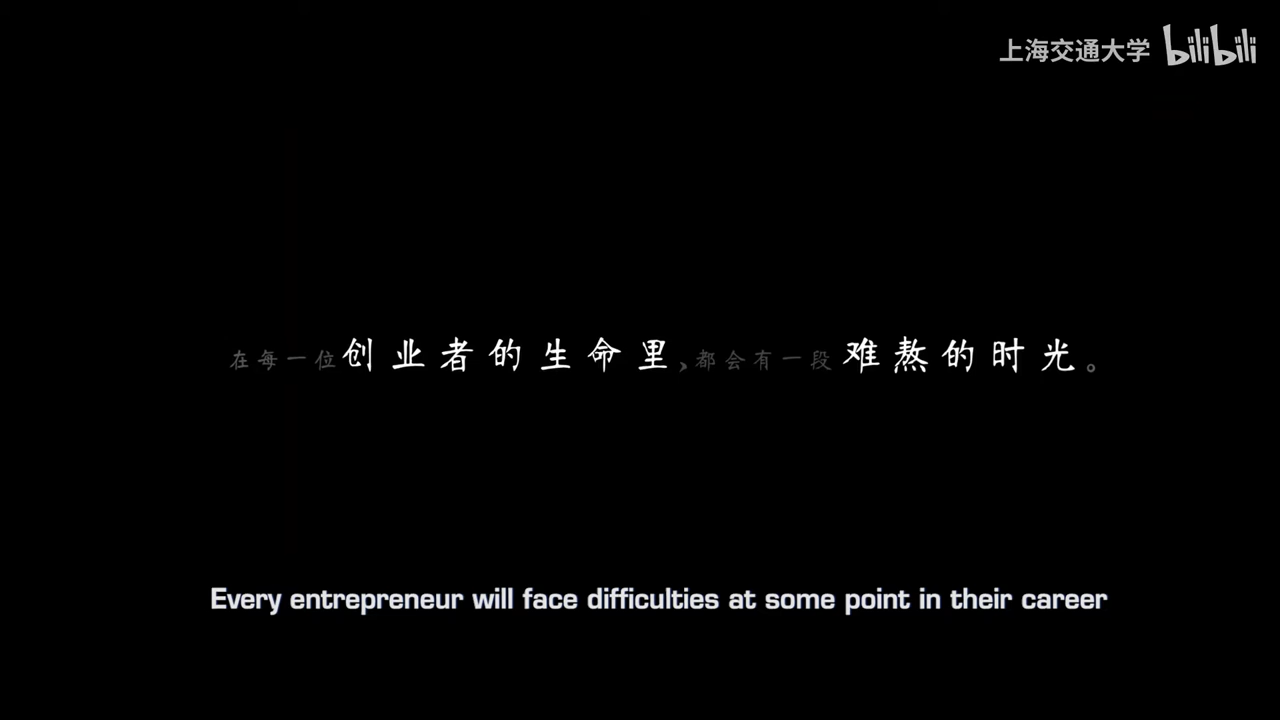 上海交通大学 bilibili
在每一位创业者的生命里,都会有一段难熬的时光。
Every entrepreneur will face difficulties at some point in their career